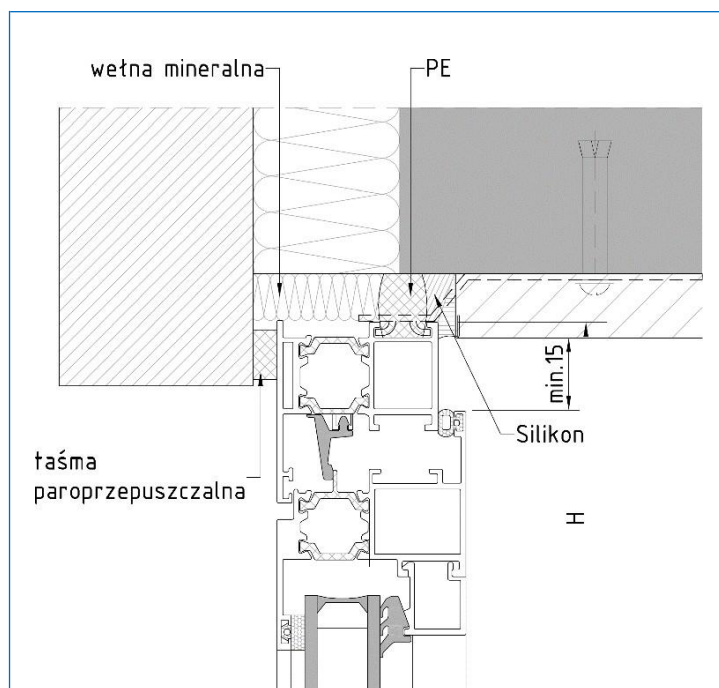 wełna mineralna
PE
min.15
Silikon
taśma
paroprzepuszczalna
H